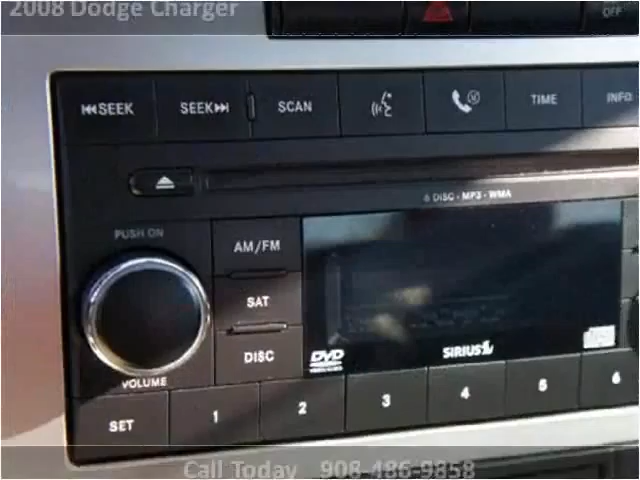 2008 Dodge Charger
OFF
SEEK SEEK SCAN TIME INFO
6 DISC · MP3 · WMA
PUSH ON
AM/FM
SAT
DISC
DVD
SIRIUS
VOLUME
SET 1 2 3 4 5 6
Call Today 908-486-9858